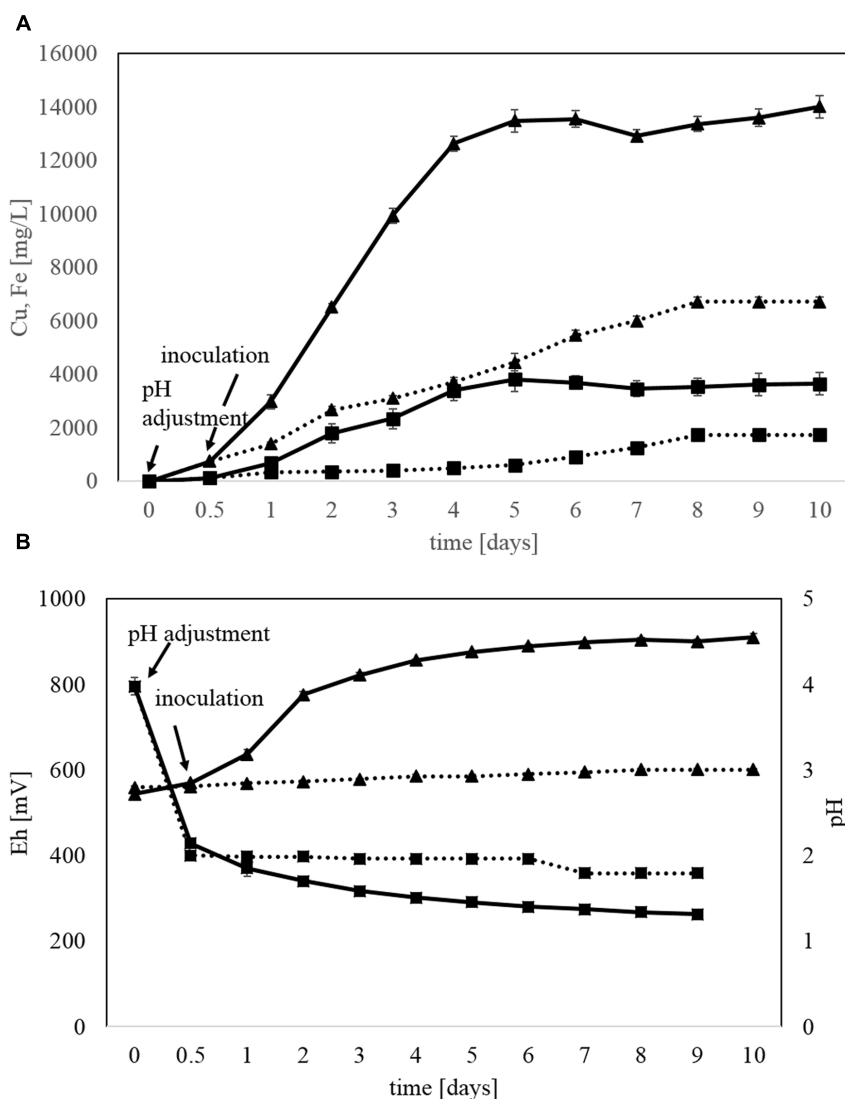 A
16000
14000
12000
10000
8000
6000
4000
2000
0
Cu, Fe [mg/L]
inoculation
pH
adjustment
0 0.5 1 2 3 4 5 6 7 8 9 10
time [days]
B
1000
800
600
400
200
0
Eh [mV]
pH adjustment
inoculation
5
4
3
2
1
0
pH
0 0.5 1 2 3 4 5 6 7 8 9 10
time [days]